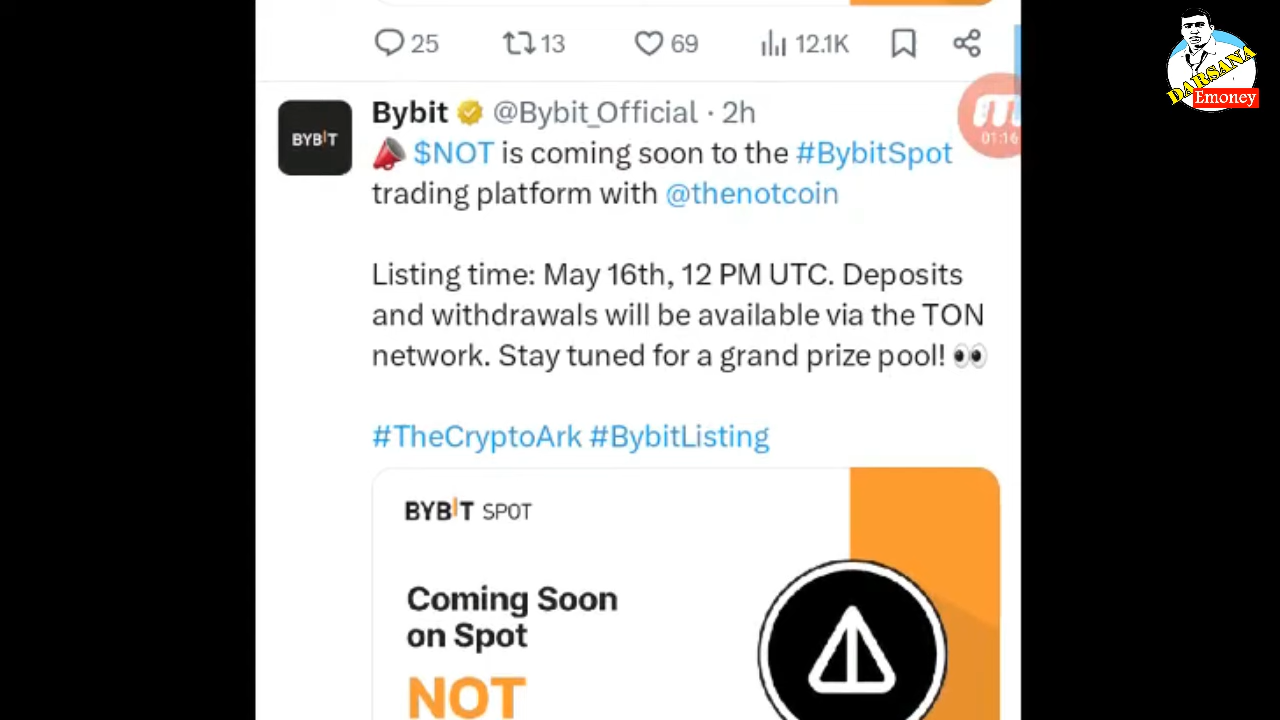 25 13 69 12.1K
DARSANA
Emoney
Bybit @Bybit_Official · 2h
BYBIT
01:16
$NOT is coming soon to the #BybitSpot
trading platform with @thenotcoin
Listing time: May 16th, 12 PM UTC. Deposits
and withdrawals will be available via the TON
network. Stay tuned for a grand prize pool!
#TheCryptoArk #BybitListing
BYBIT SPOT
Coming Soon
on Spot
NOT